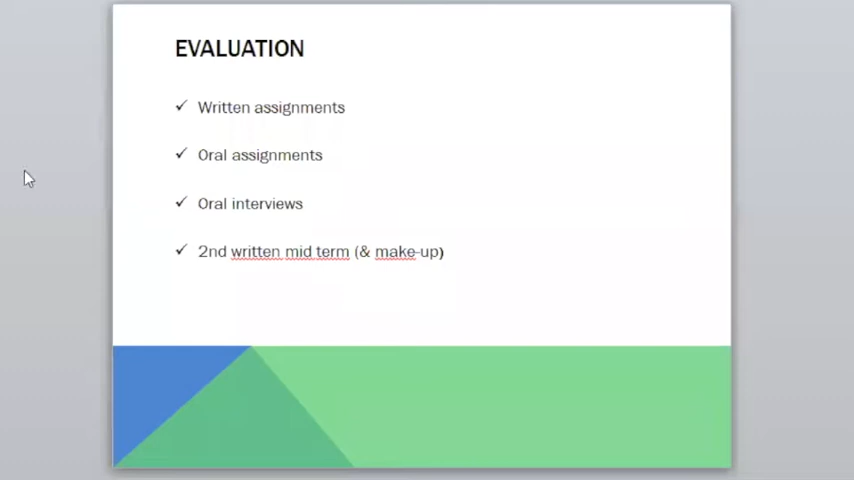 EVALUATION
✓ Written assignments
✓ Oral assignments
✓ Oral interviews
✓ 2nd written mid term (& make-up)